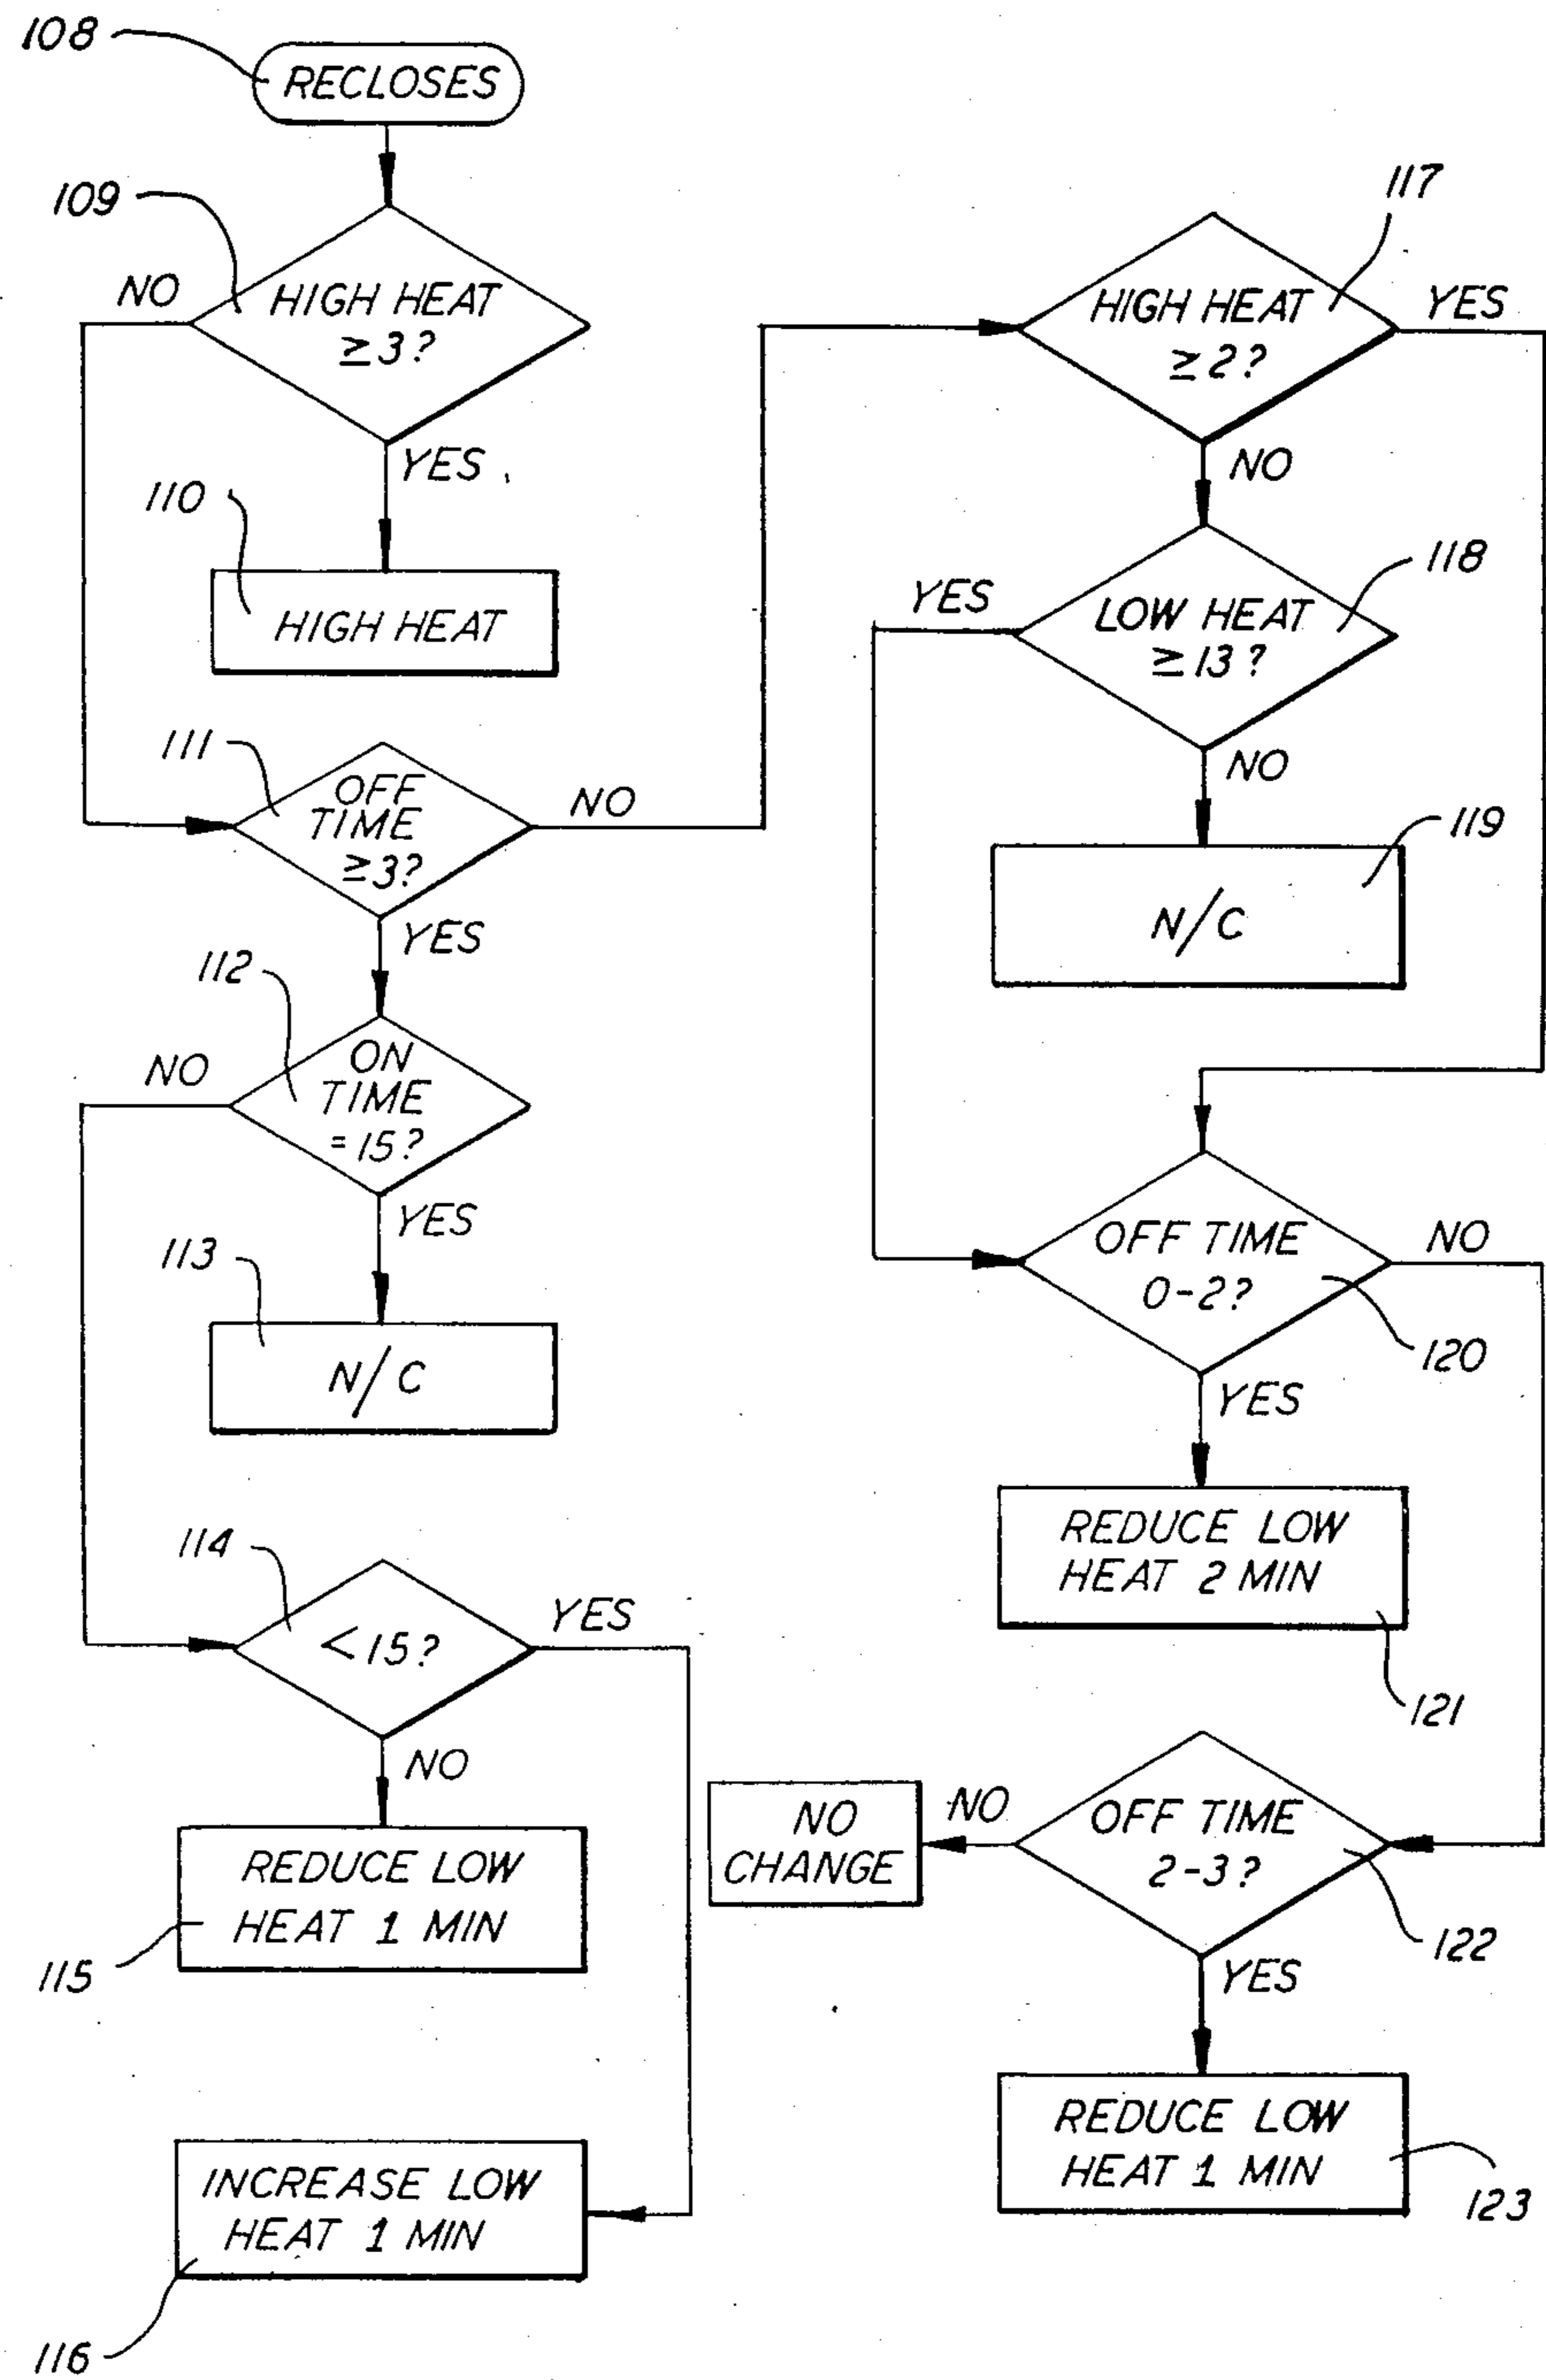 108
RECLOSES
109
NO
HIGH HEAT
≥3?
YES
110
HIGH HEAT
111
OFF
TIME
≥3?
NO
YES
112
NO
ON
TIME
=15?
YES
113
N/C
114
<15?
YES
NO
REDUCE LOW
HEAT 1 MIN
115
INCREASE LOW
HEAT 1 MIN
116
117
HIGH HEAT
≥2?
YES
NO
118
YES
LOW HEAT
≥13?
NO
119
N/C
OFF TIME
0-2?
NO
120
YES
REDUCE LOW
HEAT 2 MIN
121
NO
CHANGE
NO
OFF TIME
2-3?
122
YES
REDUCE LOW
HEAT 1 MIN
123